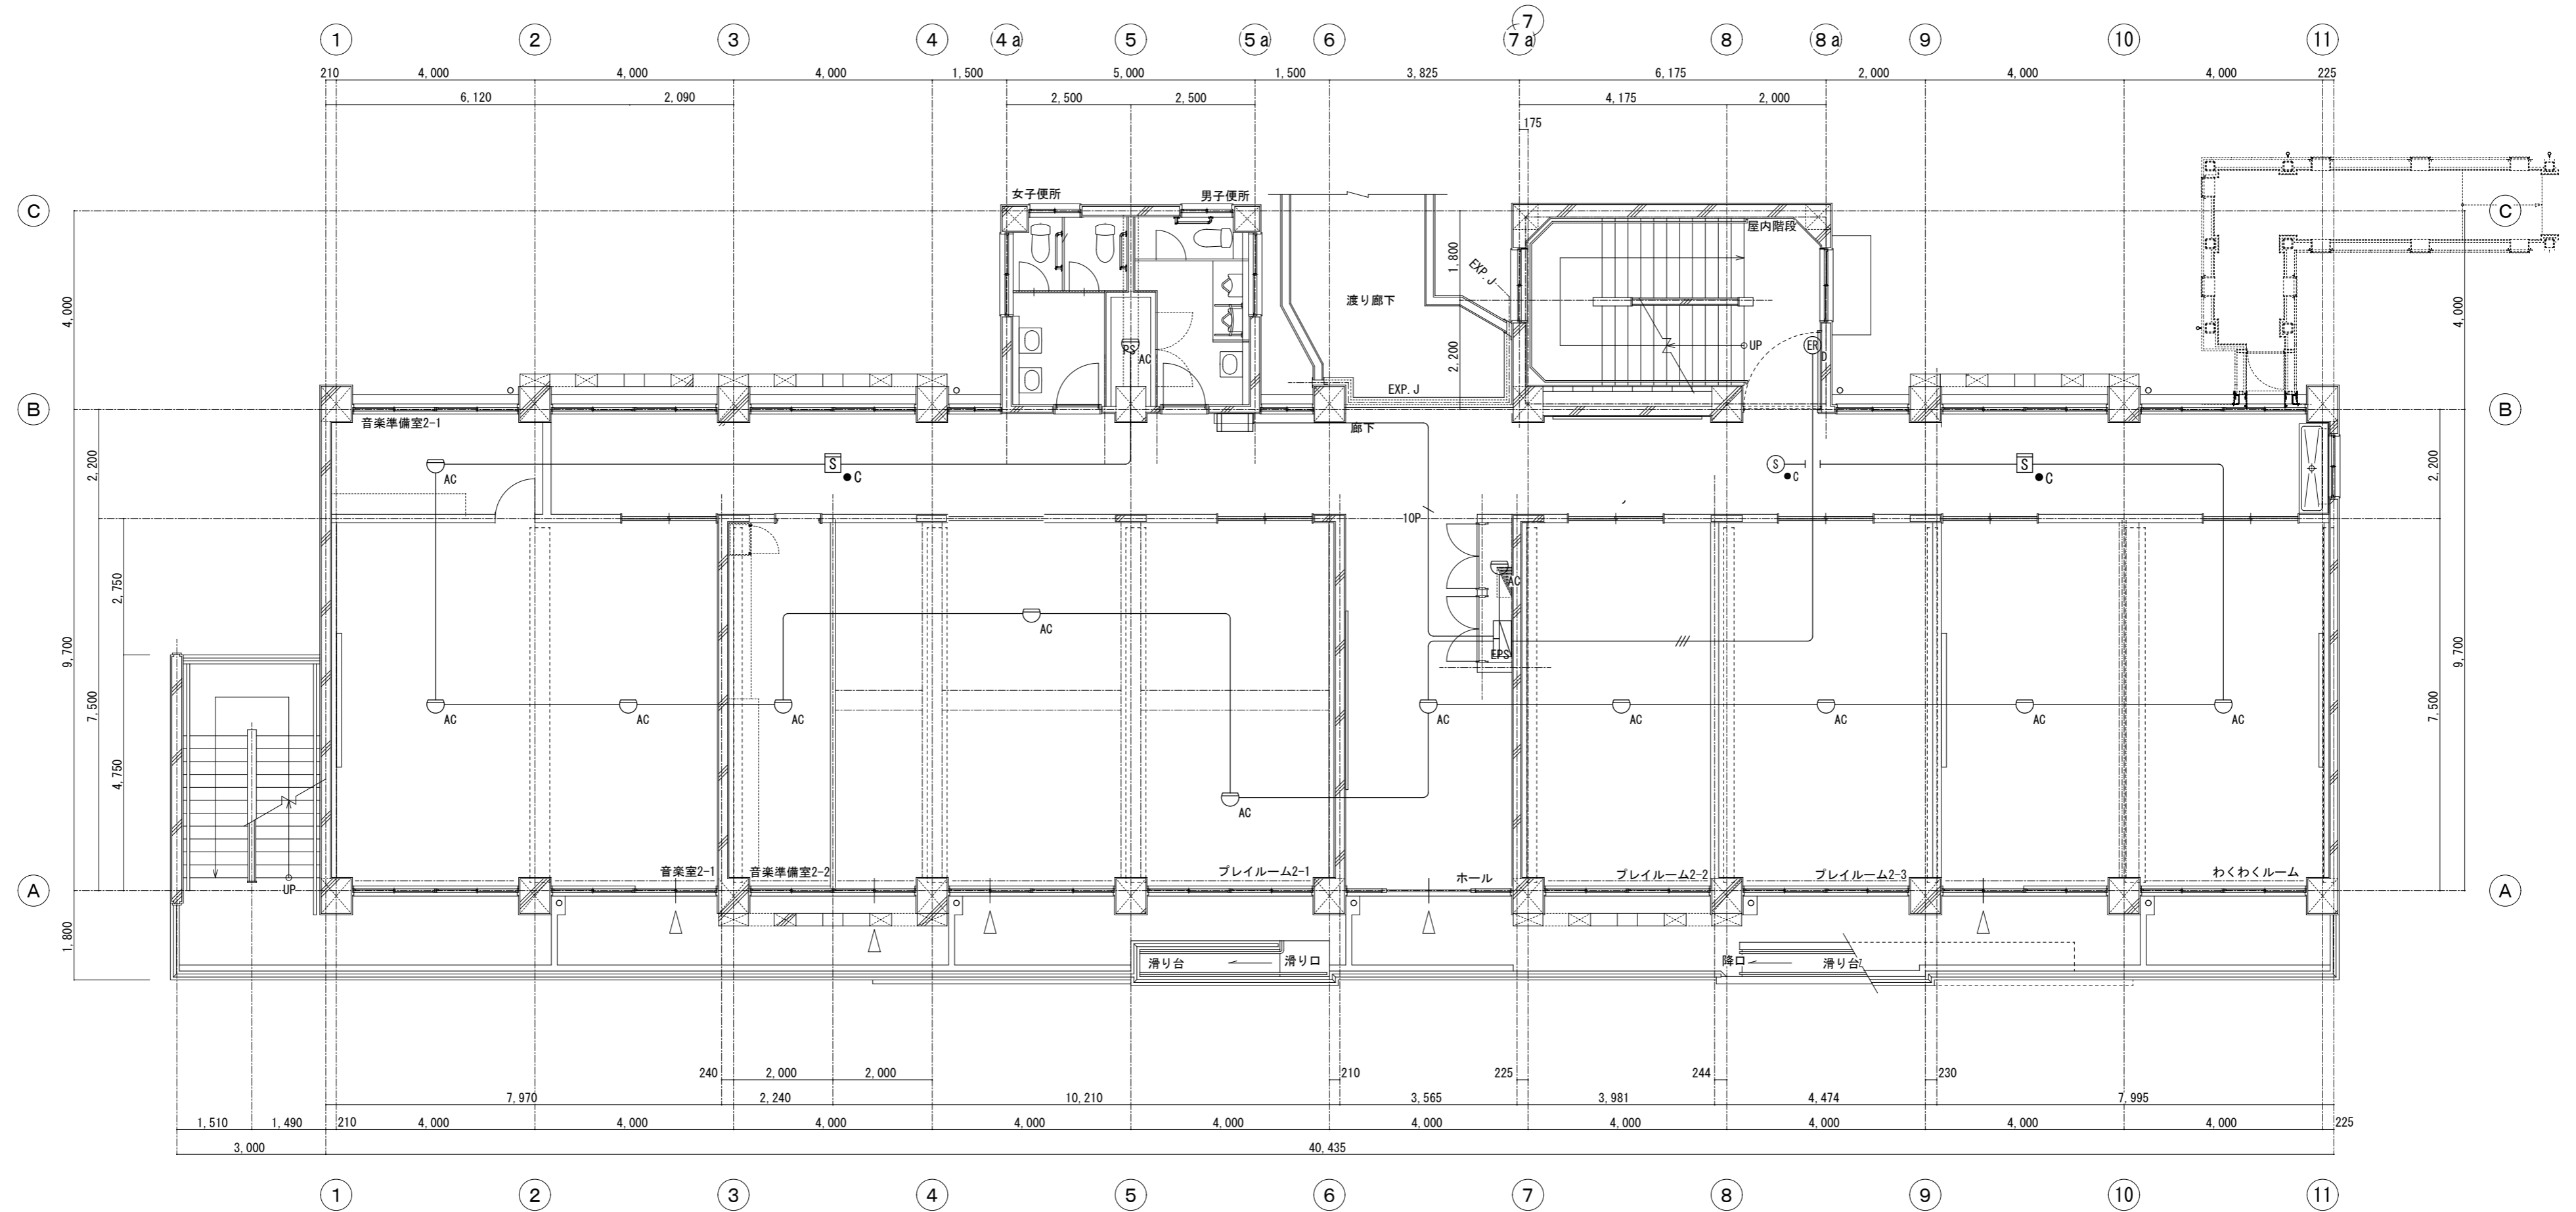 7
1 2 3 4 4a 5 5a 6 7a 8 8a 9 10 11
210 4,000 4,000 4,000 1,500 5,000 1,500 3,825 6,175 2,000 4,000 4,000 225
6,120 2,090 2,500 2,500 4,175 2,000
175
女子便所 男子便所
C C
屋内階段
1,800
EXP.J
渡り廊下
4,000 4,000
PS AC
2,200
UP
ER
D
EXP.J
B B
音楽準備室2-1
廊下
2,200 2,200
S S S
AC C C C
10P
AC
2,750
AC
9,700 9,700
EPS
7,500 7,500
AC AC AC AC AC AC AC AC
4,750
AC
音楽室2-1 音楽準備室2-2 プレイルーム2-1 ホール プレイルーム2-2 プレイルーム2-3 わくわくルーム
UP
A A
1,800
滑り台 滑り口 降口 滑り台
240 2,000 2,000 210 225 244 230
7,970 2,240 10,210 3,565 3,981 4,474 7,995
1,510 1,490 210 4,000 4,000 4,000 4,000 4,000 4,000 4,000 4,000 4,000 4,000 225
3,000 40,435
1 2 3 4 5 6 7 8 9 10 11